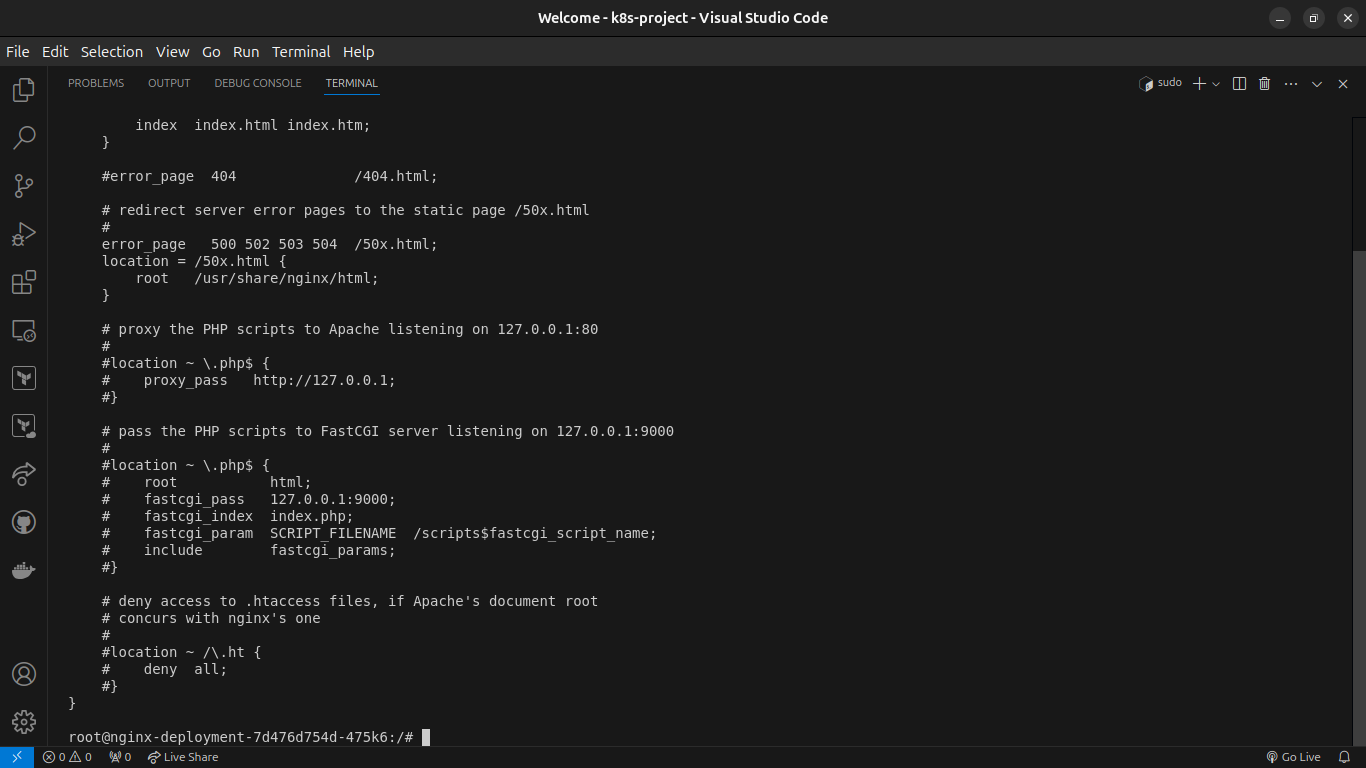 Welcome - k8s-project - Visual Studio Code
File Edit Selection View Go Run Terminal Help
PROBLEMS OUTPUT DEBUG CONSOLE TERMINAL sudo
        index  index.html index.htm;
    }

    #error_page  404              /404.html;

    # redirect server error pages to the static page /50x.html
    #
    error_page   500 502 503 504  /50x.html;
    location = /50x.html {
        root   /usr/share/nginx/html;
    }

    # proxy the PHP scripts to Apache listening on 127.0.0.1:80
    #
    #location ~ \.php$ {
    #    proxy_pass   http://127.0.0.1;
    #}

    # pass the PHP scripts to FastCGI server listening on 127.0.0.1:9000
    #
    #location ~ \.php$ {
    #    root           html;
    #    fastcgi_pass   127.0.0.1:9000;
    #    fastcgi_index  index.php;
    #    fastcgi_param  SCRIPT_FILENAME  /scripts$fastcgi_script_name;
    #    include        fastcgi_params;
    #}

    # deny access to .htaccess files, if Apache's document root
    # concurs with nginx's one
    #
    #location ~ /\.ht {
    #    deny  all;
    #}
}

root@nginx-deployment-7d476d754d-475k6:/#
0 0 0 Live Share Go Live